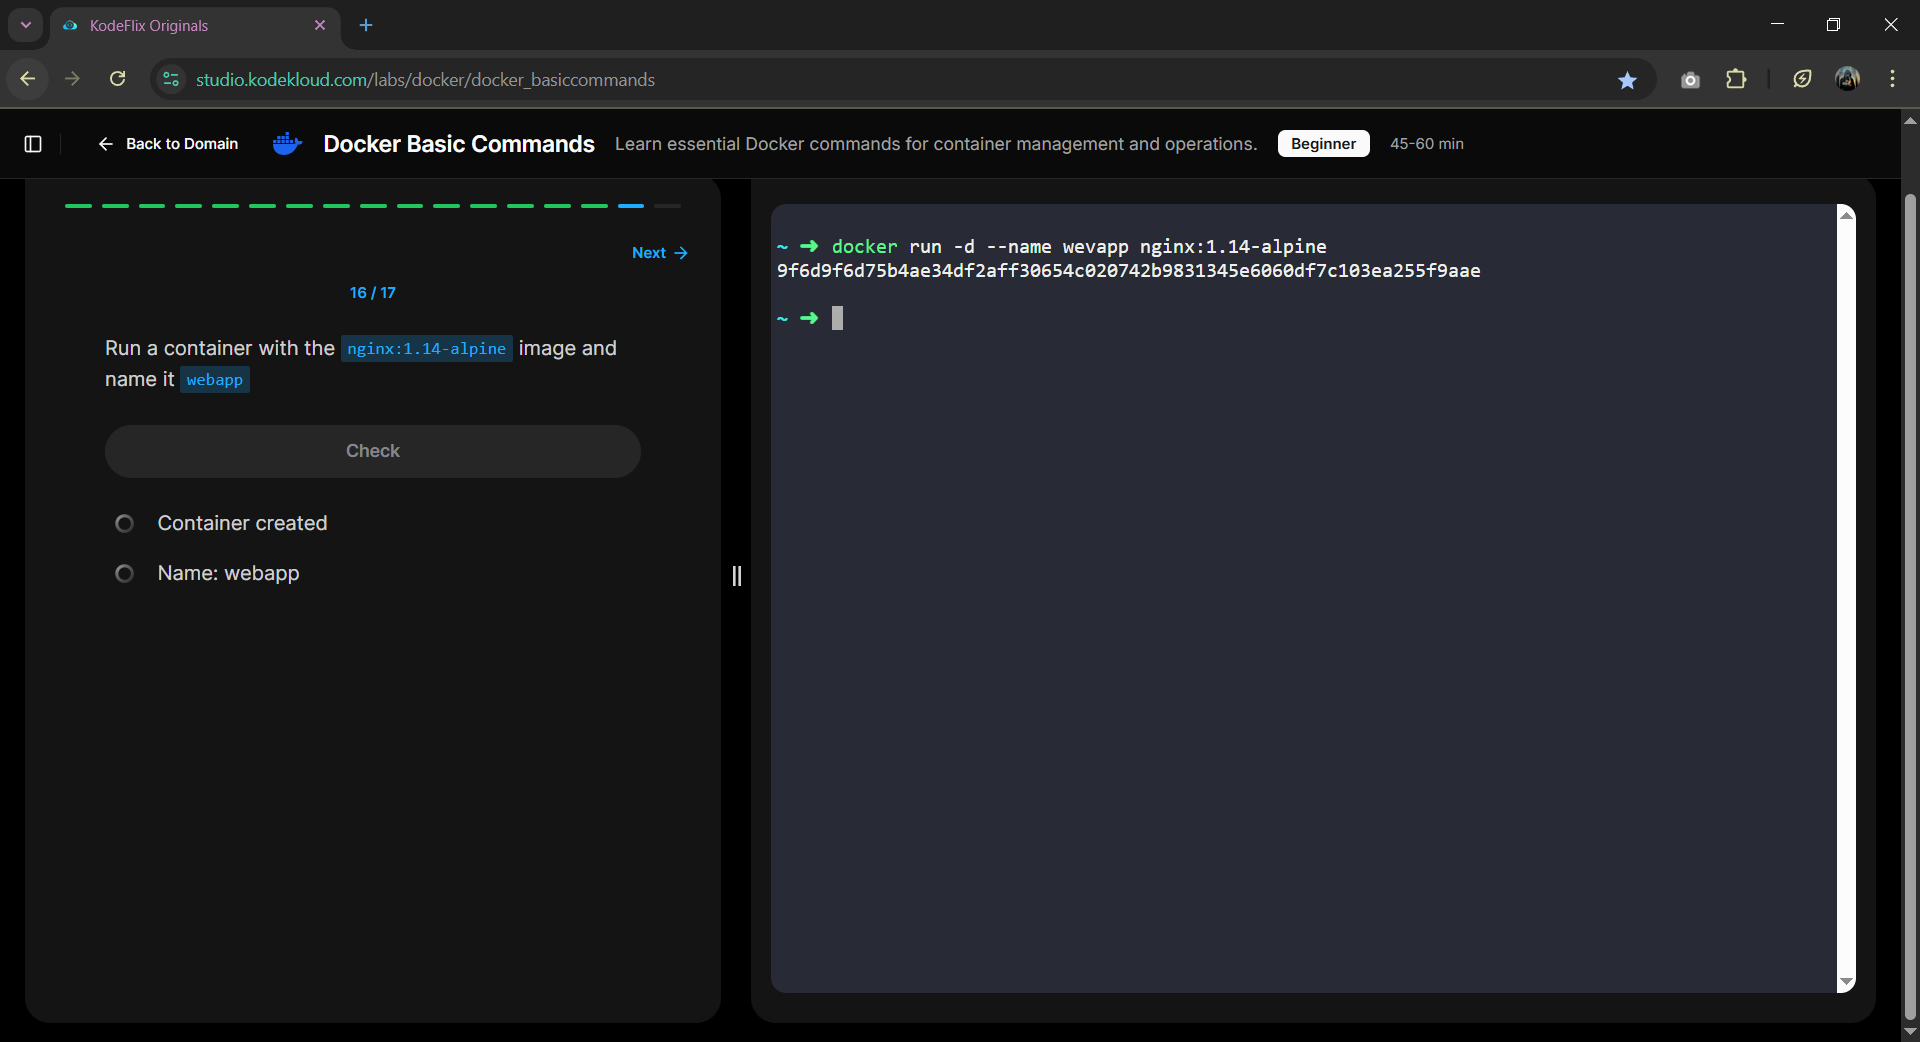 KodeFlix Originals
studio.kodekloud.com/labs/docker/docker_basiccommands
Back to Domain
Docker Basic Commands
Learn essential Docker commands for container management and operations.
Beginner
45-60 min
Next →
16 / 17
Run a container with the nginx:1.14-alpine image and
name it webapp
Check
Container created
Name: webapp
~ ➜ docker run -d --name wevapp nginx:1.14-alpine
9f6d9f6d75b4ae34df2aff30654c020742b9831345e6060df7c103ea255f9aae
~ ➜